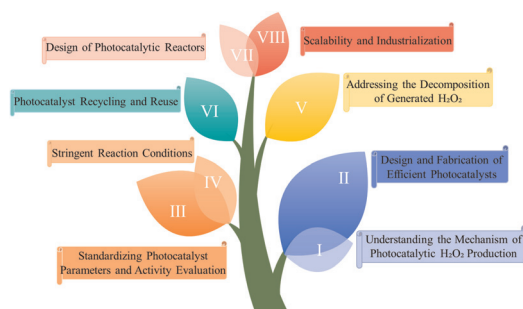 Design of Photocatalytic Reactors
VII
VIII
Scalability and Industrialization
Photocatalyst Recycling and Reuse
VI
V
Addressing the Decomposition
of Generated H₂O₂
Stringent Reaction Conditions
IV
III
Standardizing Photocatalyst
Parameters and Activity Evaluation
II
Design and Fabrication of
Efficient Photocatalysts
I
Understanding the Mechanism of
Photocatalytic H₂O₂ Production